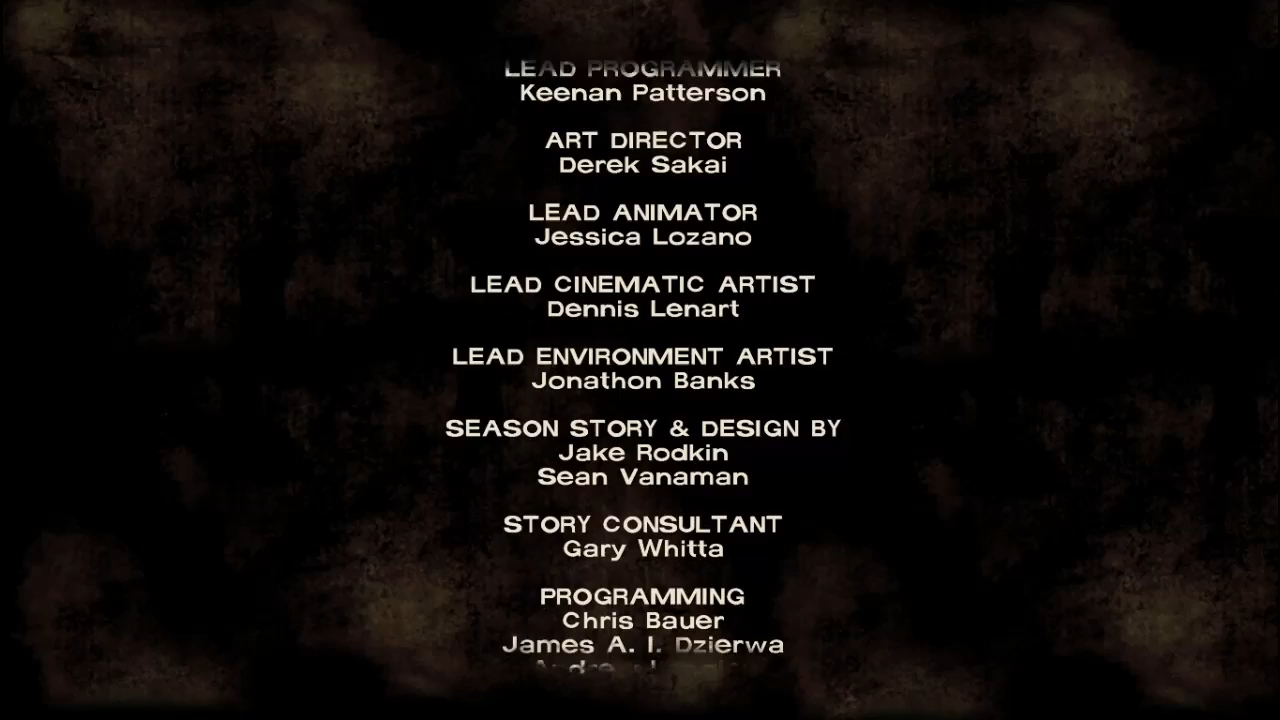 LEAD PROGRAMMER
Keenan Patterson
ART DIRECTOR
Derek Sakai
LEAD ANIMATOR
Jessica Lozano
LEAD CINEMATIC ARTIST
Dennis Lenart
LEAD ENVIRONMENT ARTIST
Jonathon Banks
SEASON STORY & DESIGN BY
Jake Rodkin
Sean Vanaman
STORY CONSULTANT
Gary Whitta
PROGRAMMING
Chris Bauer
James A. I. Dzierwa